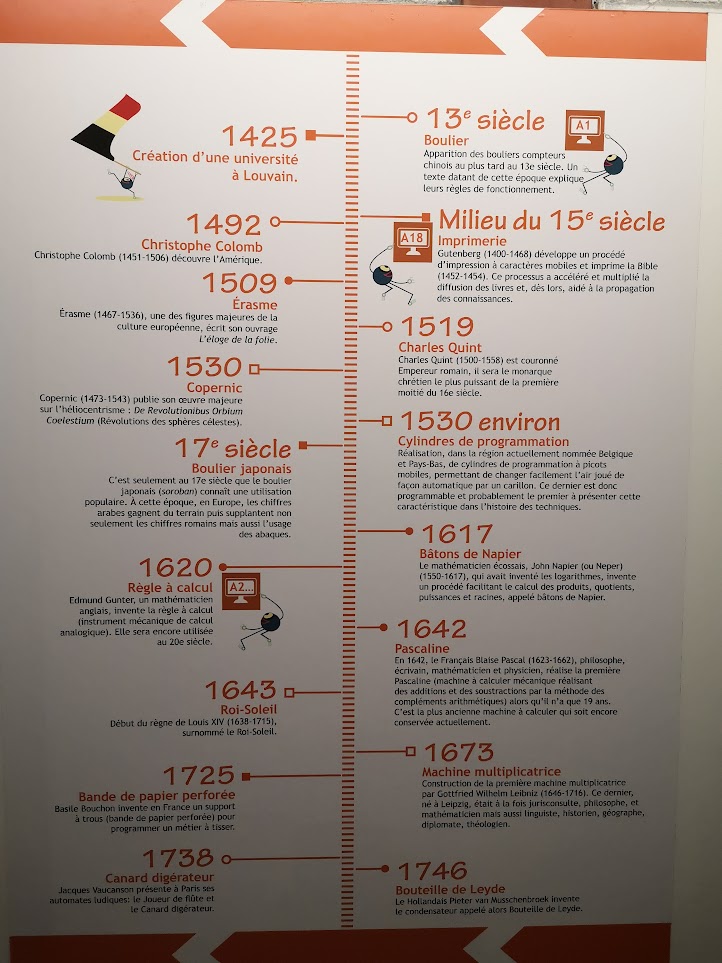 1425
Création d'une université
à Louvain.
1492
Christophe Colomb
Christophe Colomb (1451-1506) découvre l'Amérique.
1509
Érasme
Érasme (1467-1536), une des figures majeures de la
culture européenne, écrit son ouvrage
L'éloge de la folie.
1530
Copernic
Copernic (1473-1543) publie son œuvre majeure
sur l'héliocentrisme : De Revolutionibus Orbium
Coelestium (Révolutions des sphères célestes).
17e siècle
Boulier japonais
C'est seulement au 17e siècle que le boulier
japonais (soroban) connaît une utilisation
populaire. À cette époque, en Europe, les chiffres
arabes gagnent du terrain puis supplantent non
seulement les chiffres romains mais aussi l'usage
des abaques.
1620
Règle à calcul
Edmund Gunter, un mathématicien
anglais, invente la règle à calcul
(instrument mécanique de calcul
analogique). Elle sera encore utilisée
au 20e siècle.
A2...
1643
Roi-Soleil
Début du règne de Louis XIV (1638-1715),
surnommé le Roi-Soleil.
1725
Bande de papier perforée
Basile Bouchon invente en France un support
à trous (bande de papier perforée) pour
programmer un métier à tisser.
1738
Canard digérateur
Jacques Vaucanson présente à Paris ses
automates ludiques: le Joueur de flûte et
le Canard digérateur.
13e siècle
A1
Boulier
Apparition des bouliers compteurs
chinois au plus tard au 13e siècle. Un
texte datant de cette époque explique
leurs règles de fonctionnement.
Milieu du 15e siècle
A18
Imprimerie
Gutenberg (1400-1468) développe un procédé
d'impression à caractères mobiles et imprime la Bible
(1452-1454). Ce processus a accéléré et multiplié la
diffusion des livres et, dès lors, aidé à la propagation
des connaissances.
1519
Charles Quint
Charles Quint (1500-1558) est couronné
Empereur romain, il sera le monarque
chrétien le plus puissant de la première
moitié du 16e siècle.
1530 environ
Cylindres de programmation
Réalisation, dans la région actuellement nommée Belgique
et Pays-Bas, de cylindres de programmation à picots
mobiles, permettant de changer facilement l'air joué de
façon automatique par un carillon. Ce dernier est donc
programmable et probablement le premier à présenter cette
caractéristique dans l'histoire des techniques.
1617
Bâtons de Napier
Le mathématicien écossais, John Napier (ou Neper)
(1550-1617), qui avait inventé les logarithmes, invente
un procédé facilitant le calcul des produits, quotients,
puissances et racines, appelé bâtons de Napier.
1642
Pascaline
En 1642, le Français Blaise Pascal (1623-1662), philosophe,
écrivain, mathématicien et physicien, réalise la première
Pascaline (machine à calculer mécanique réalisant
des additions et des soustractions par la méthode des
compléments arithmétiques) alors qu'il n'a que 19 ans.
C'est la plus ancienne machine à calculer qui soit encore
conservée actuellement.
1673
Machine multiplicatrice
Construction de la première machine multiplicatrice
par Gottfried Wilhelm Leibniz (1646-1716). Ce dernier,
né à Leipzig, était à la fois jurisconsulte, philosophe, et
mathématicien mais aussi linguiste, historien, géographe,
diplomate, théologien.
1746
Bouteille de Leyde
Le Hollandais Pieter van Musschenbroek invente
le condensateur appelé alors Bouteille de Leyde.